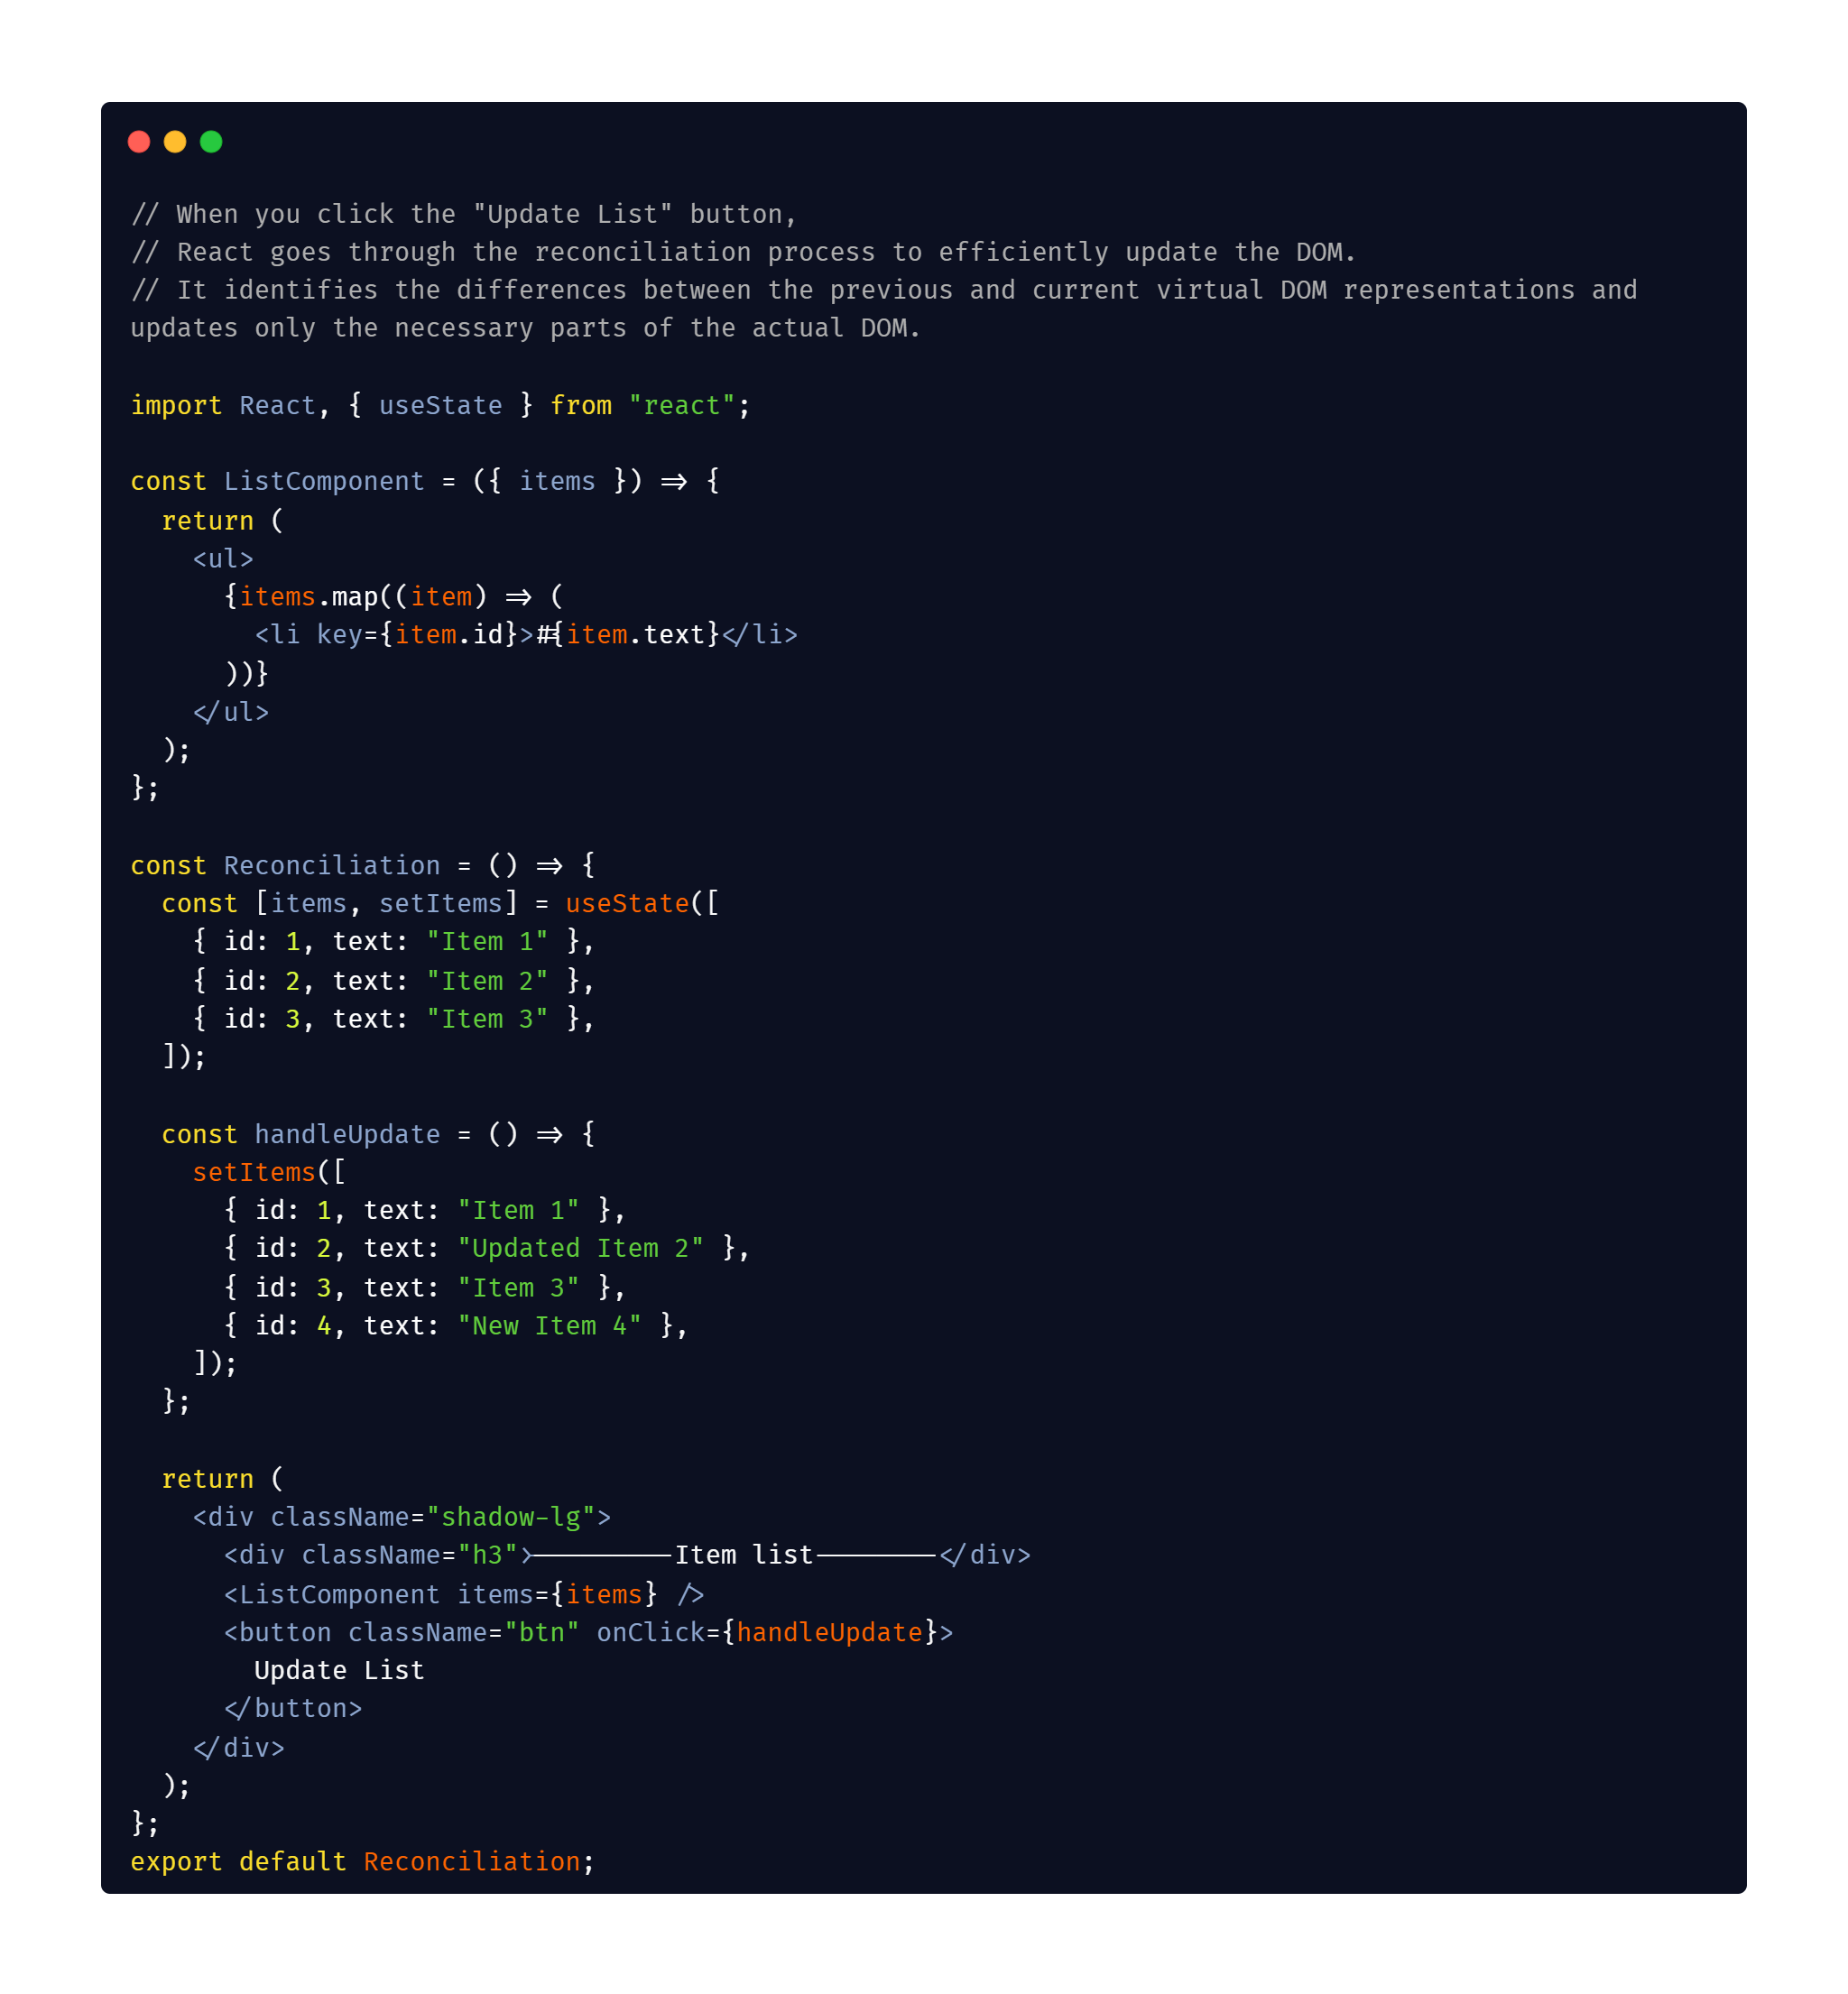 // When you click the "Update List" button,
// React goes through the reconciliation process to efficiently update the DOM.
// It identifies the differences between the previous and current virtual DOM representations and
updates only the necessary parts of the actual DOM.

import React, { useState } from "react";

const ListComponent = ({ items }) => {
  return (
    <ul>
      {items.map((item) => (
        <li key={item.id}>#{item.text}</li>
      ))}
    </ul>
  );
};

const Reconciliation = () => {
  const [items, setItems] = useState([
    { id: 1, text: "Item 1" },
    { id: 2, text: "Item 2" },
    { id: 3, text: "Item 3" },
  ]);

  const handleUpdate = () => {
    setItems([
      { id: 1, text: "Item 1" },
      { id: 2, text: "Updated Item 2" },
      { id: 3, text: "Item 3" },
      { id: 4, text: "New Item 4" },
    ]);
  };

  return (
    <div className="shadow-lg">
      <div className="h3">---------Item list--------</div>
      <ListComponent items={items} />
      <button className="btn" onClick={handleUpdate}>
        Update List
      </button>
    </div>
  );
};
export default Reconciliation;